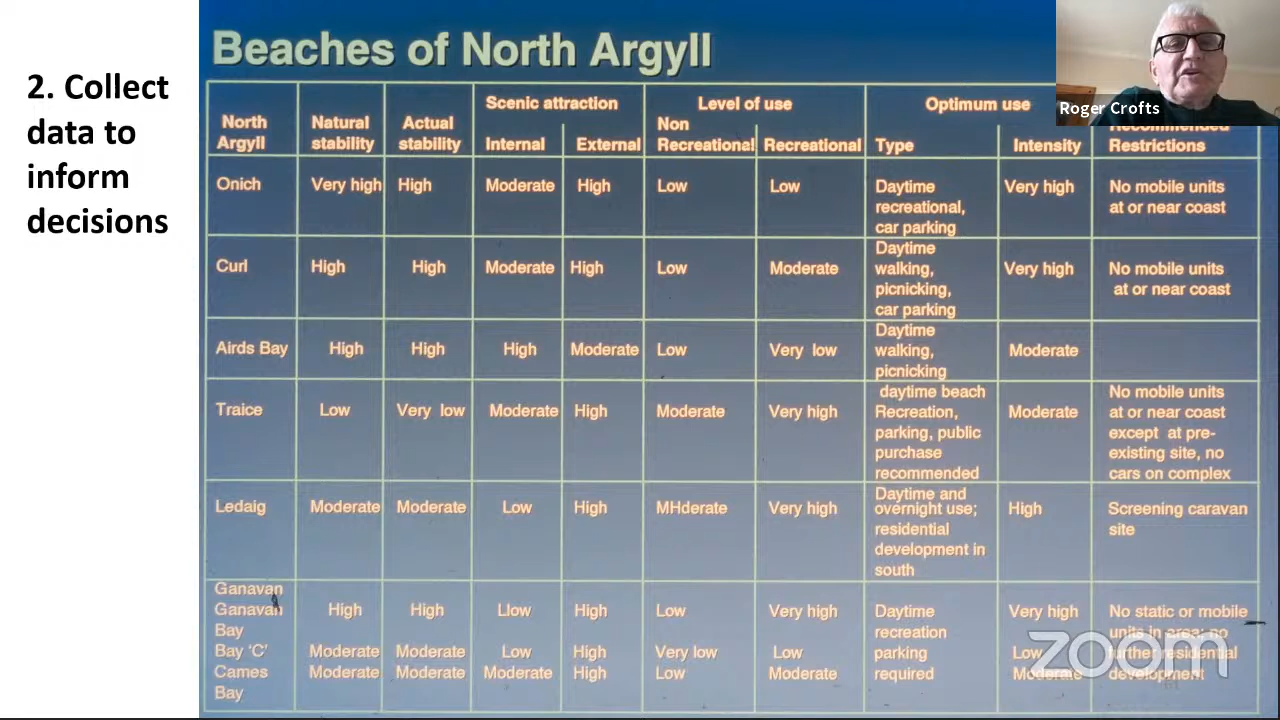 2. Collect
data to
inform
decisions
Beaches of North Argyll
Roger Crofts
Scenic attraction Level of use Optimum use
North Natural Actual Non Recommended
Argyll stability stability Internal External Recreational Recreational Type Intensity Restrictions
Onich Very high High Moderate High Low Low Daytime Very high No mobile units
recreational, at or near coast
car parking
Daytime
Curl High High Moderate High Low Moderate walking, Very high No mobile units
picnicking, at or near coast
car parking
Daytime
Airds Bay High High High Moderate Low Very low walking, Moderate
picnicking
daytime beach No mobile units
Traice Low Very low Moderate High Moderate Very high Recreation, Moderate at or near coast
parking, public except at pre-
purchase existing site, no
recommended cars on complex
Daytime and
Ledaig Moderate Moderate Low High MHderate Very high overnight use; High Screening caravan
residential site
development in
south
Ganavan
Ganavan High High Llow High Low Very high Daytime Very high No static or mobile
Bay recreation units in area; no
Bay ‘C’ Moderate Moderate Low High Very low Low parking Low further residential
Cames Moderate Moderate Moderate High Low Moderate required Moderate development
Bay
zoom